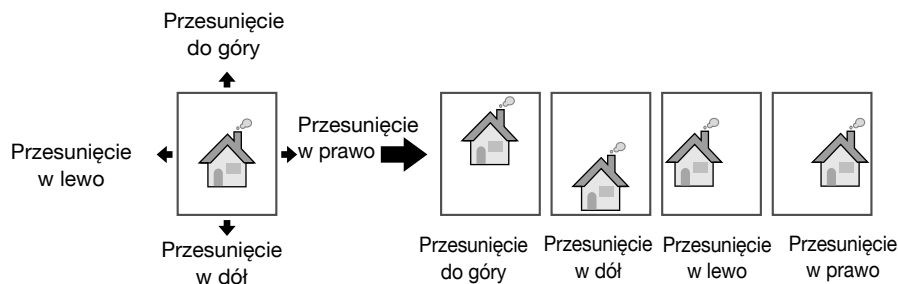 Przesunięcie
do góry
Przesunięcie
w lewo
Przesunięcie
w prawo
Przesunięcie
w dół
Przesunięcie
do góry
Przesunięcie
w dół
Przesunięcie
w lewo
Przesunięcie
w prawo